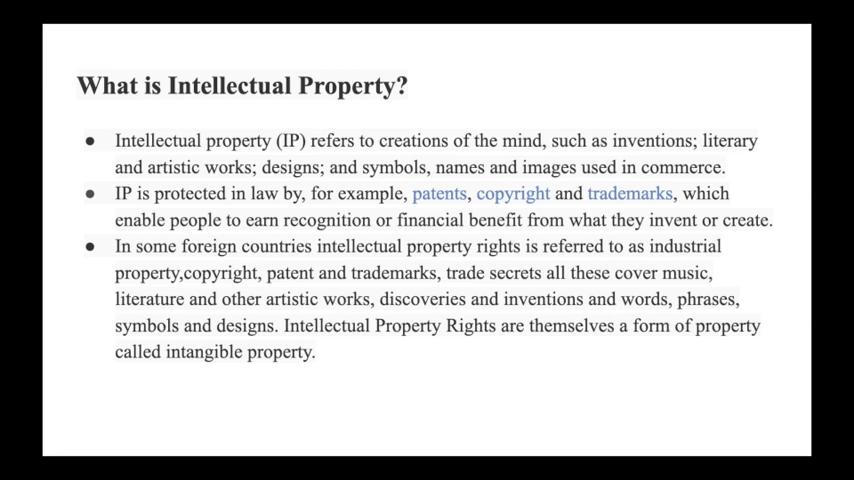 What is Intellectual Property?
● Intellectual property (IP) refers to creations of the mind, such as inventions; literary
and artistic works; designs; and symbols, names and images used in commerce.
● IP is protected in law by, for example, patents, copyright and trademarks, which
enable people to earn recognition or financial benefit from what they invent or create.
● In some foreign countries intellectual property rights is referred to as industrial
property,copyright, patent and trademarks, trade secrets all these cover music,
literature and other artistic works, discoveries and inventions and words, phrases,
symbols and designs. Intellectual Property Rights are themselves a form of property
called intangible property.